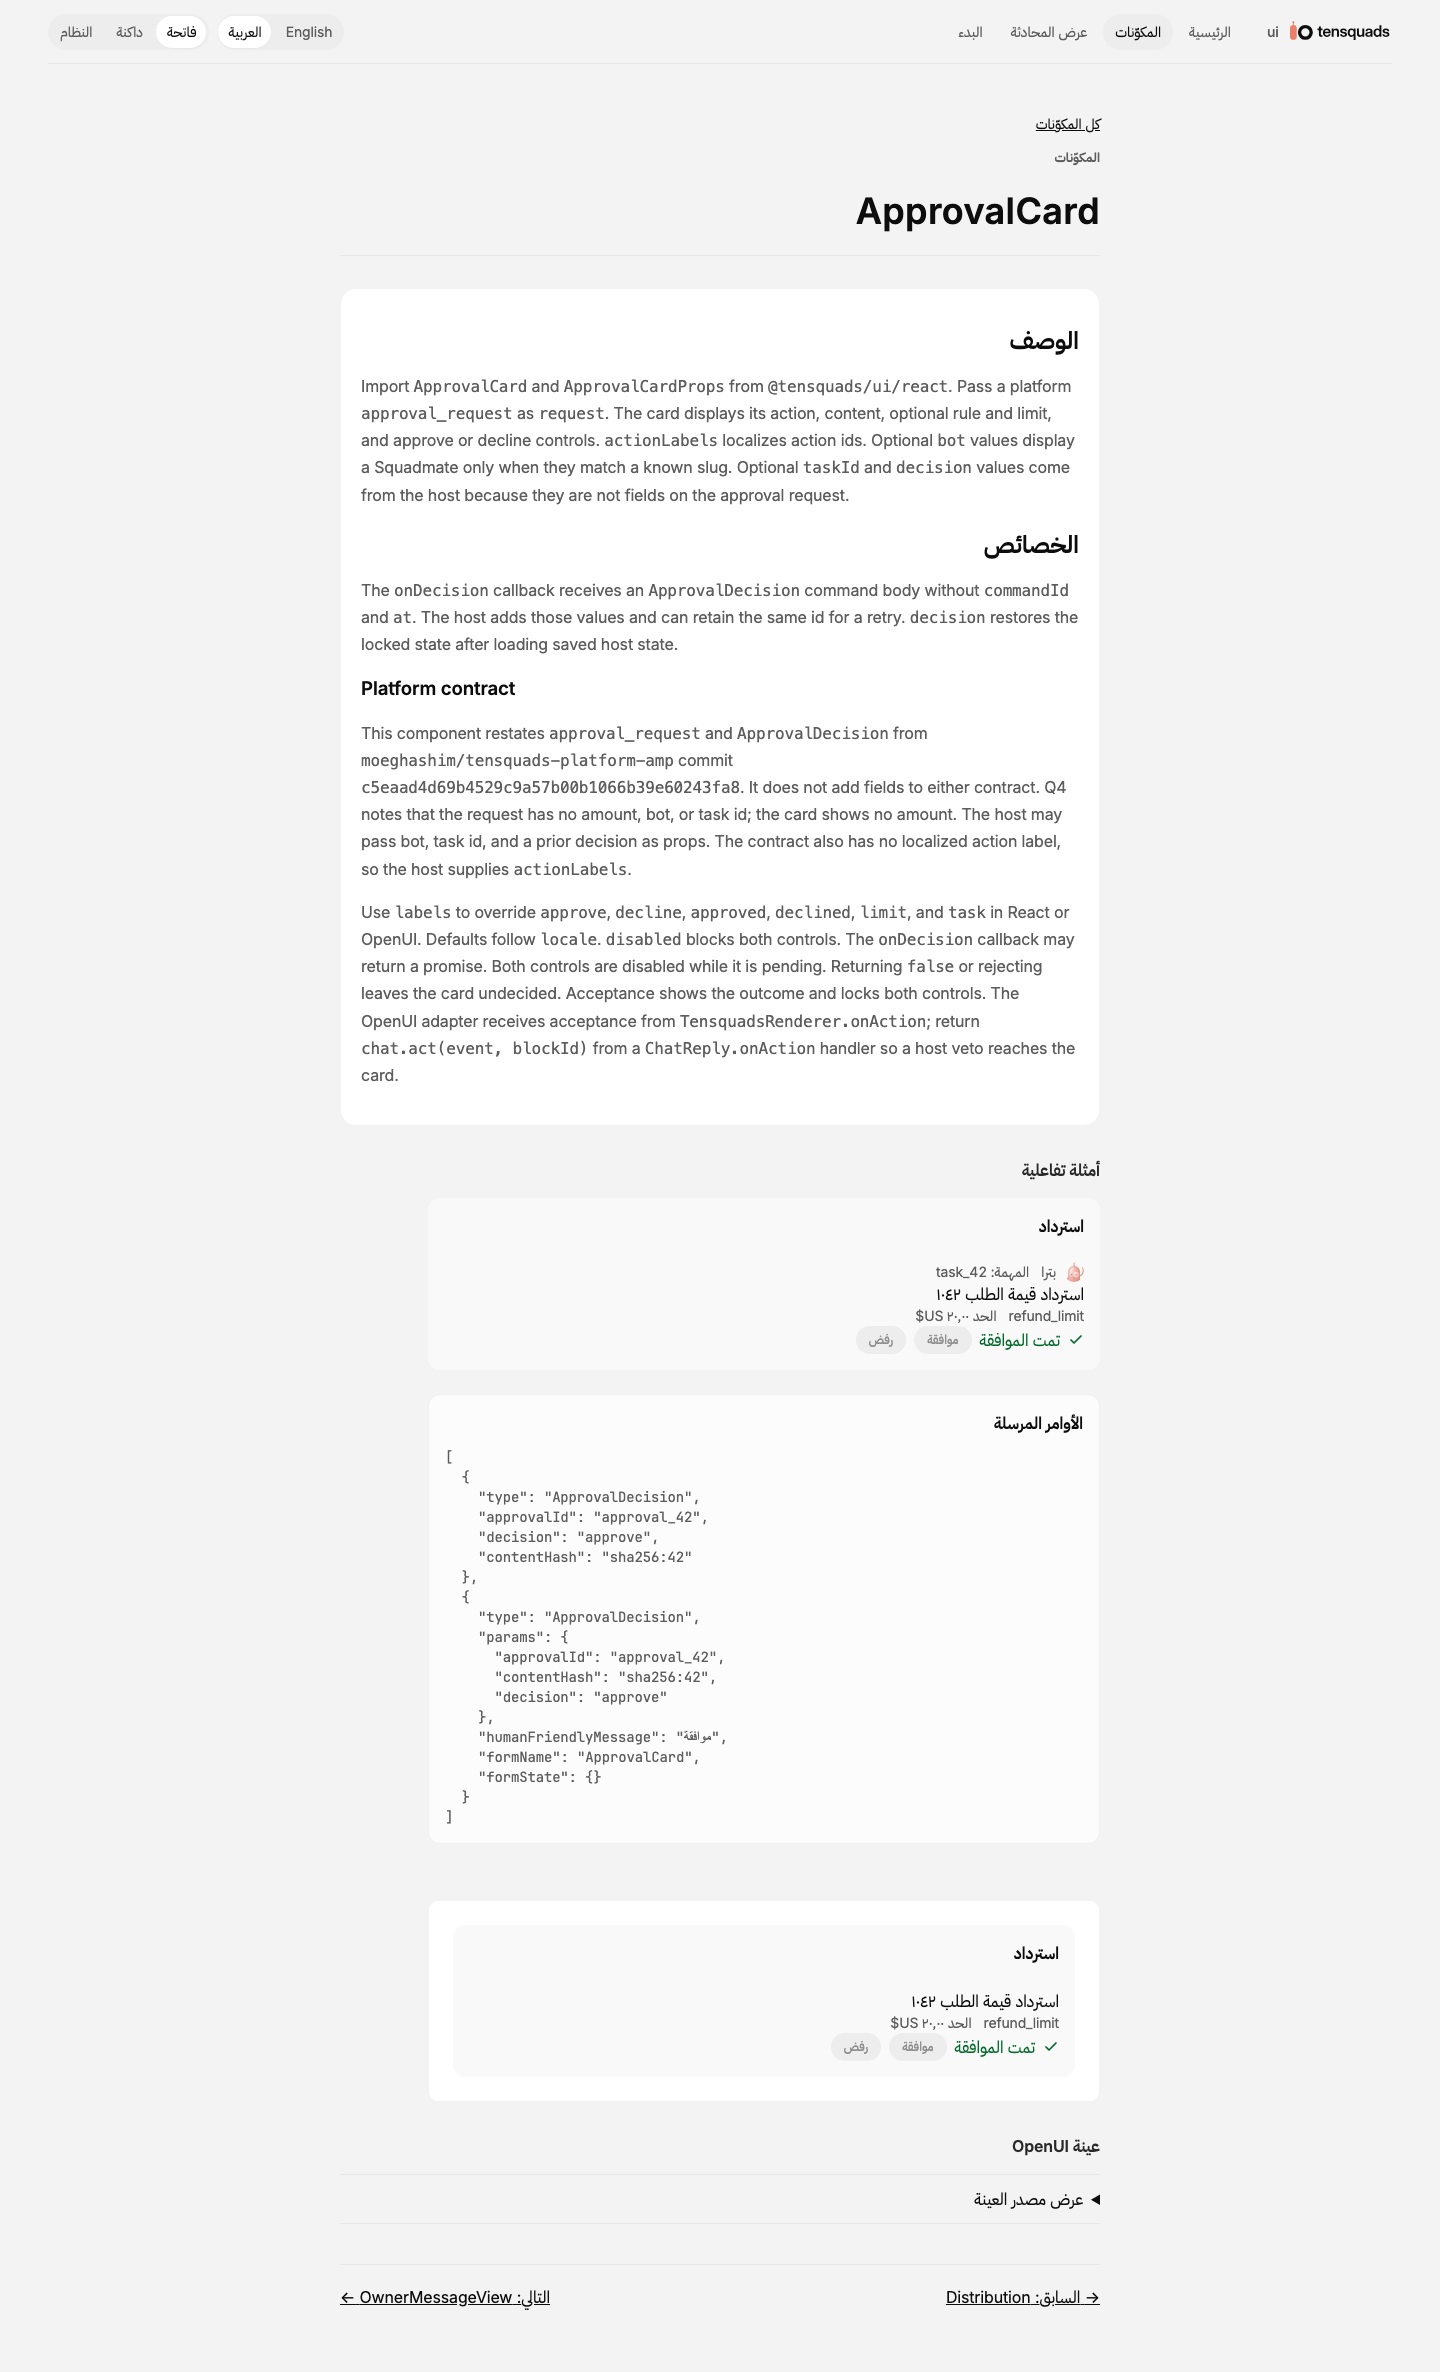 tensquads ui
الرئيسية
المكوّنات
عرض المحادثة
البدء
English
العربية
فاتحة
داكنة
النظام
كل المكوّنات
المكوّنات
ApprovalCard
الوصف
Import ApprovalCard and ApprovalCardProps from @tensquads/ui/react. Pass a platform
approval_request as request. The card displays its action, content, optional rule and limit,
and approve or decline controls. actionLabels localizes action ids. Optional bot values display
a Squadmate only when they match a known slug. Optional taskId and decision values come
from the host because they are not fields on the approval request.
الخصائص
The onDecision callback receives an ApprovalDecision command body without commandId
and at. The host adds those values and can retain the same id for a retry. decision restores the
locked state after loading saved host state.
Platform contract
This component restates approval_request and ApprovalDecision from
moeghashim/tensquads-platform-amp commit
c5eaad4d69b4529c9a57b00b1066b39e60243fa8. It does not add fields to either contract. Q4
notes that the request has no amount, bot, or task id; the card shows no amount. The host may
pass bot, task id, and a prior decision as props. The contract also has no localized action label,
so the host supplies actionLabels.
Use labels to override approve, decline, approved, declined, limit, and task in React or
OpenUI. Defaults follow locale. disabled blocks both controls. The onDecision callback may
return a promise. Both controls are disabled while it is pending. Returning false or rejecting
leaves the card undecided. Acceptance shows the outcome and locks both controls. The
OpenUI adapter receives acceptance from TensquadsRenderer.onAction; return
chat.act(event, blockId) from a ChatReply.onAction handler so a host veto reaches the
card.
أمثلة تفاعلية
استرداد
بترا المهمة: task_42
استرداد قيمة الطلب ١٠٤٢
refund_limit الحد ٢٠٫٠٠ US$
✓ تمت الموافقة موافقة رفض
الأوامر المرسلة
[
{
"type": "ApprovalDecision",
"approvalId": "approval_42",
"decision": "approve",
"contentHash": "sha256:42"
},
{
"type": "ApprovalDecision",
"params": {
"approvalId": "approval_42",
"contentHash": "sha256:42",
"decision": "approve"
},
"humanFriendlyMessage": "موافقة",
"formName": "ApprovalCard",
"formState": {}
}
]
استرداد
استرداد قيمة الطلب ١٠٤٢
refund_limit الحد ٢٠٫٠٠ US$
✓ تمت الموافقة موافقة رفض
عينة OpenUI
عرض مصدر العينة
→ السابق: Distribution
التالي: OwnerMessageView ←